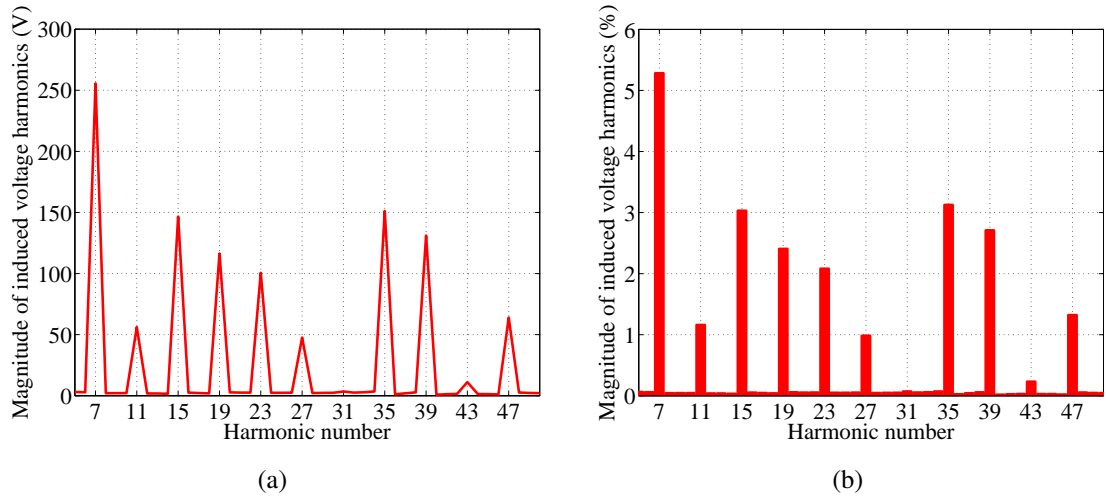 Magnitude of induced voltage harmonics (V)
300
250
200
150
100
50
0
7 11 15 19 23 27 31 35 39 43 47
Harmonic number
(a)
Magnitude of induced voltage harmonics (%)
6
5
4
3
2
1
0
7 11 15 19 23 27 31 35 39 43 47
Harmonic number
(b)